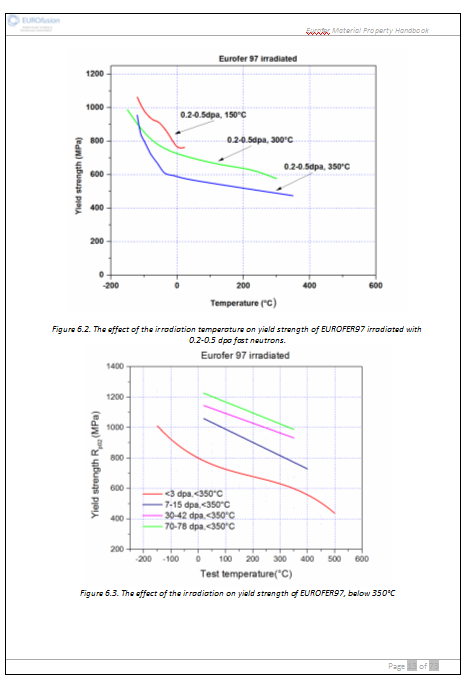 EUROfusion
Eurofer Material Property Handbook
Eurofer 97 irradiated
1200
1000
800
600
400
200
0
-200
0
200
400
600
Yield strength (MPa)
Temperature (°C)
0.2-0.5dpa, 150°C
0.2-0.5dpa, 300°C
0.2-0.5dpa, 350°C
Figure 6.2. The effect of the irradiation temperature on yield strength of EUROFER97 irradiated with
0.2-0.5 dpa fast neutrons.
Eurofer 97 irradiated
1400
1200
1000
800
600
400
200
-200
-100
0
100
200
300
400
500
600
Yield strength Rp02 (MPa)
Test temperature(°C)
<3 dpa,<350°C
7-15 dpa,<350°C
30-42 dpa,<350°C
70-78 dpa,<350°C
Figure 6.3. The effect of the irradiation on yield strength of EUROFER97, below 350°C
Page of